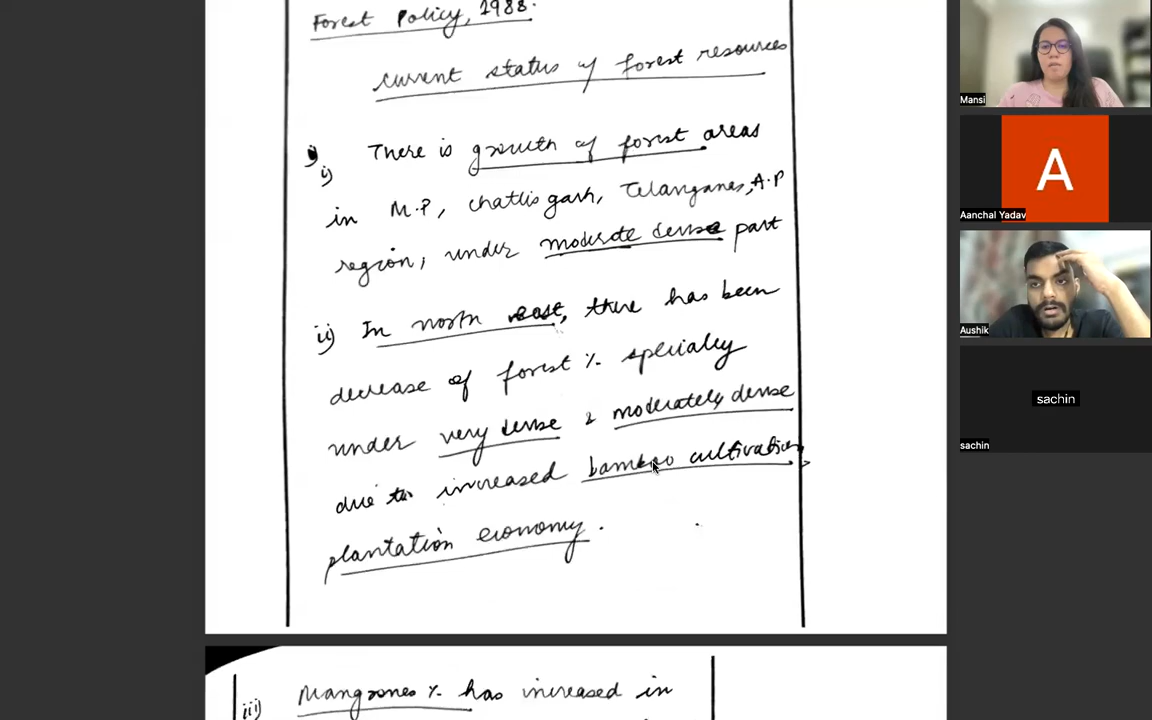 Forest Policy, 1988.
current status of forest resources
i) There is growth of forest areas
in M.P, chattisgarh, Telangana, A.P
region, under moderate dense part
ii) In north east, there has been
decrease of forest % specially
under very dense & moderately dense
due to increased bamboo cultivation,
plantation economy.
iii) Mangroves % has increased in
Mansi
A
Aanchal Yadav
Aushik
sachin
sachin